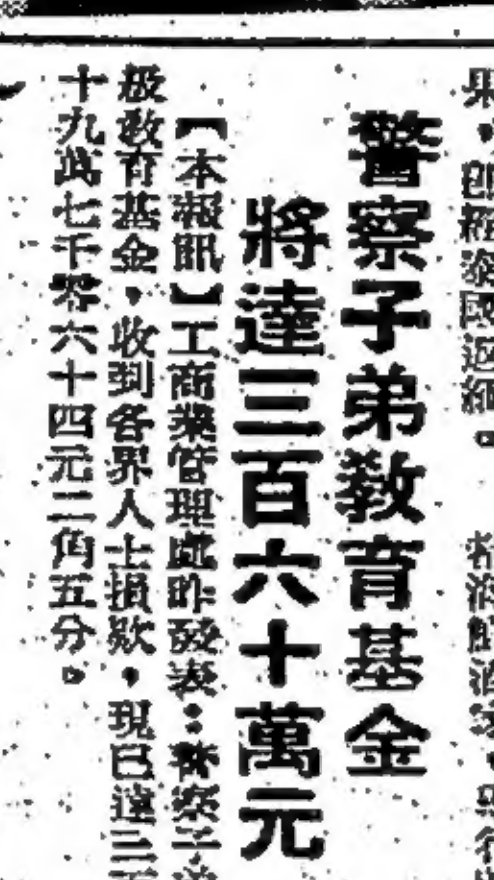 警察子弟教育基金
將達三百六十萬元
【本報訊】工商業管理處昨發表：警察子
級教育基金，收到各界人士損欵，現已達三
十九萬七千零六十四元二角五分。